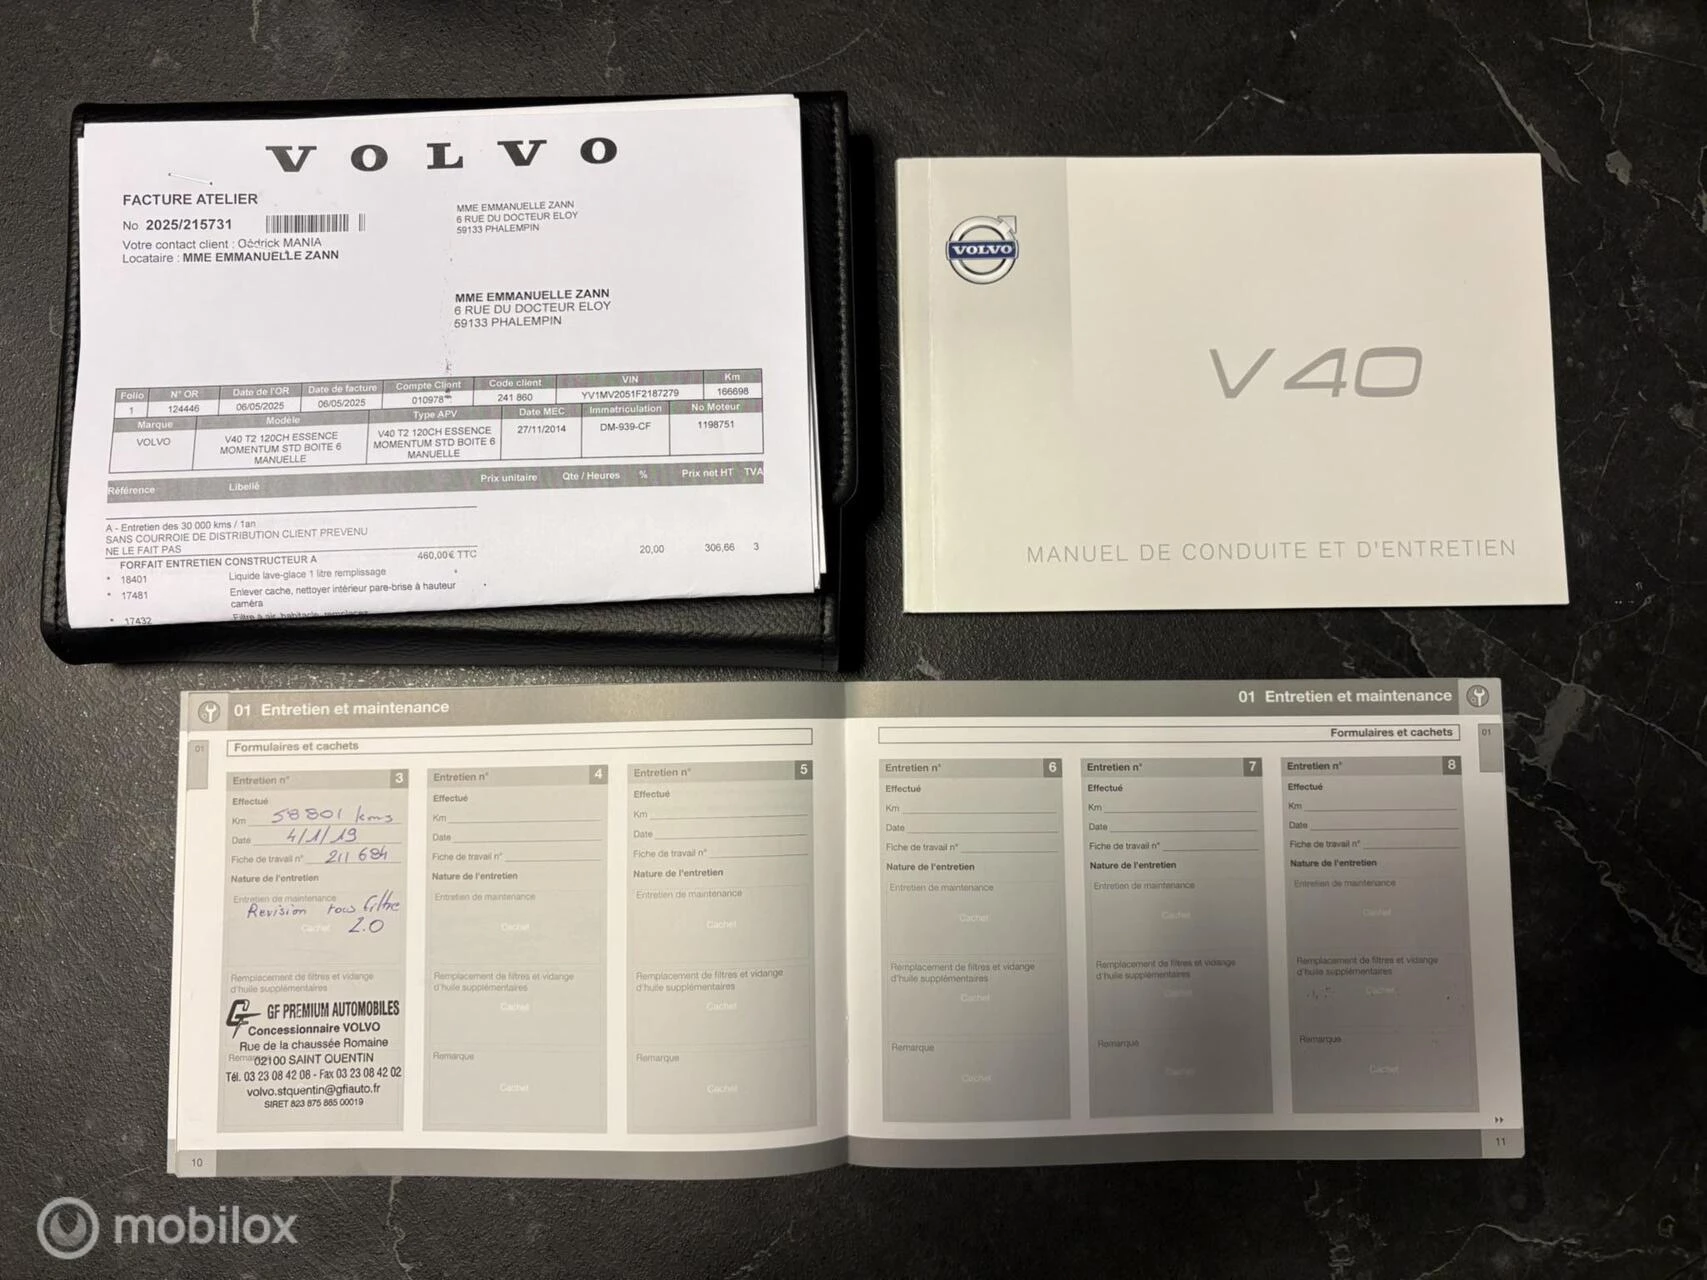 VOLVO
FACTURE ATELIER
No 2025/215731
Votre contact client : Cédrick MANIA
Locataire : MME EMMANUELLE ZANN
MME EMMANUELLE ZANN
6 RUE DU DOCTEUR ELOY
59133 PHALEMPIN
MME EMMANUELLE ZANN
6 RUE DU DOCTEUR ELOY
59133 PHALEMPIN
Folio N° OR Date de l'OR Date de facture Compte Client Code client VIN Km
1 124446 06/05/2025 06/05/2025 010978 241 860 YV1MV2051F2187279 166698
Marque Modèle Type APV Date MEC Immatriculation No Moteur
VOLVO V40 T2 120CH ESSENCE MOMENTUM STD BOITE 6 MANUELLE V40 T2 120CH ESSENCE MOMENTUM STD BOITE 6 MANUELLE 27/11/2014 DM-939-CF 1198751
Référence Libellé Prix unitaire Qte / Heures % Prix net HT TVA
A - Entretien des 30 000 kms / 1an
SANS COURROIE DE DISTRIBUTION CLIENT PREVENU
NE LE FAIT PAS
FORFAIT ENTRETIEN CONSTRUCTEUR A 460,00€ TTC 20,00 306,66 3
* 18401 Liquide lave-glace 1 litre remplissage
* 17481 Enlever cache, nettoyer intérieur pare-brise à hauteur
caméra
* 17432 Filtre à air, habitacle, remplacer
VOLVO
V40
MANUEL DE CONDUITE ET D'ENTRETIEN
01 Entretien et maintenance
01
Formulaires et cachets
Entretien n° 3
Effectué
Km 58801 kms
Date 4/1/19
Fiche de travail n° 211 684
Nature de l'entretien
Entretien de maintenance
Revision tous filtre
Cachet 2.0
Remplacement de filtres et vidange
d'huile supplémentaires
GF PREMIUM AUTOMOBILES
Concessionnaire VOLVO
Rue de la chaussée Romaine
02100 SAINT QUENTIN
Tél. 03 23 08 42 06 - Fax 03 23 08 42 02
volvo.stquentin@gfiauto.fr
SIRET 823 875 885 00019
Entretien n° 4
Effectué
Km
Date
Fiche de travail n°
Nature de l'entretien
Entretien de maintenance
Cachet
Remplacement de filtres et vidange
d'huile supplémentaires
Cachet
Remarque
Cachet
Entretien n° 5
Effectué
Km
Date
Fiche de travail n°
Nature de l'entretien
Entretien de maintenance
Cachet
Remplacement de filtres et vidange
d'huile supplémentaires
Cachet
Remarque
Cachet
10
01 Entretien et maintenance
Formulaires et cachets
01
Entretien n° 6
Effectué
Km
Date
Fiche de travail n°
Nature de l'entretien
Entretien de maintenance
Cachet
Remplacement de filtres et vidange
d'huile supplémentaires
Cachet
Remarque
Cachet
Entretien n° 7
Effectué
Km
Date
Fiche de travail n°
Nature de l'entretien
Entretien de maintenance
Cachet
Remplacement de filtres et vidange
d'huile supplémentaires
Cachet
Remarque
Cachet
Entretien n° 8
Effectué
Km
Date
Fiche de travail n°
Nature de l'entretien
Entretien de maintenance
Cachet
Remplacement de filtres et vidange
d'huile supplémentaires
Cachet
Remarque
Cachet
11
mobilox